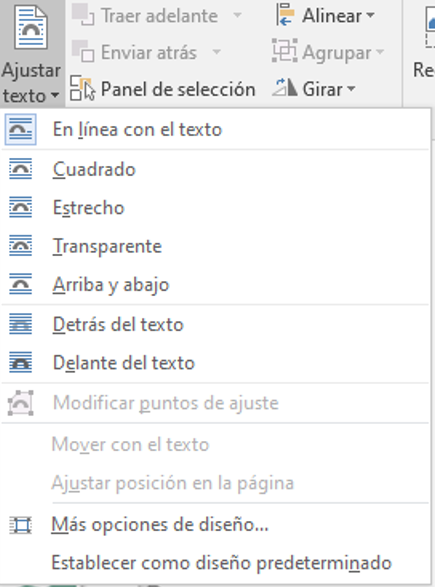 Traer adelante
Alinear
Enviar atrás
Agrupar
Ajustar
texto
Panel de selección
Girar
Re
En línea con el texto
Cuadrado
Estrecho
Transparente
Arriba y abajo
Detrás del texto
Delante del texto
Modificar puntos de ajuste
Mover con el texto
Ajustar posición en la página
Más opciones de diseño...
Establecer como diseño predeterminado